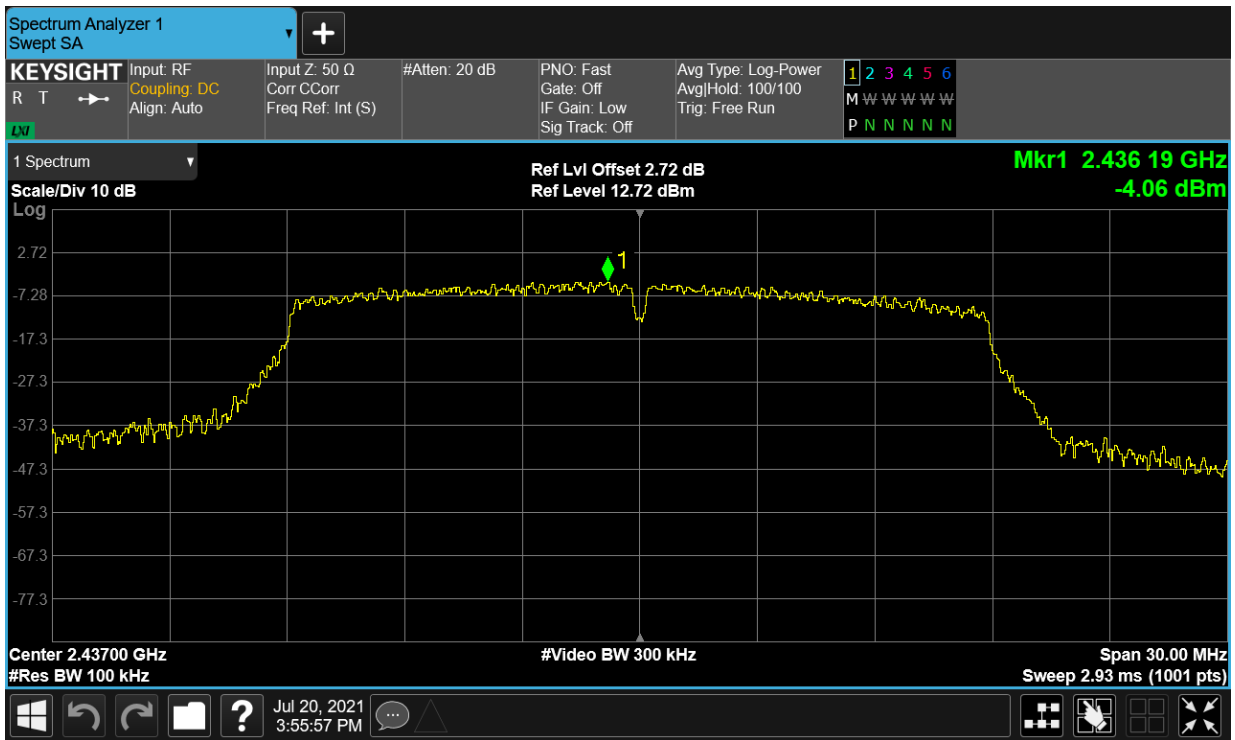 Spectrum Analyzer 1
Swept SA
KEYSIGHT
R T
LXI
Input: RF
Coupling: DC
Align: Auto
Input Z: 50 Ω
Corr CCorr
Freq Ref: Int (S)
#Atten: 20 dB
PNO: Fast
Gate: Off
IF Gain: Low
Sig Track: Off
Avg Type: Log-Power
Avg|Hold: 100/100
Trig: Free Run
1 2 3 4 5 6
M W W W W W
P N N N N N
1 Spectrum
Scale/Div 10 dB
Log
Ref Lvl Offset 2.72 dB
Ref Level 12.72 dBm
Mkr1 2.436 19 GHz
-4.06 dBm
1
2.72
-7.28
-17.3
-27.3
-37.3
-47.3
-57.3
-67.3
-77.3
Center 2.43700 GHz
#Res BW 100 kHz
#Video BW 300 kHz
Span 30.00 MHz
Sweep 2.93 ms (1001 pts)
?
Jul 20, 2021
3:55:57 PM